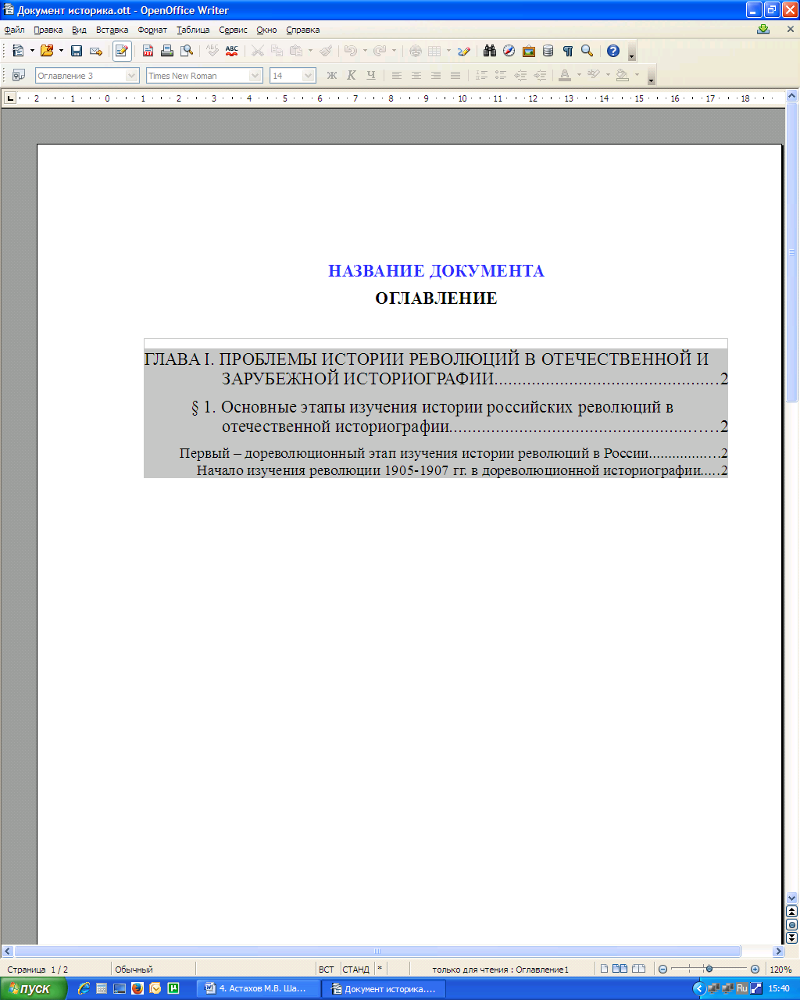 Документ историка.ott - OpenOffice Writer
Файл Правка Вид Вставка Формат Таблица Сервис Окно Справка
Оглавление 3 Times New Roman 14 Ж К Ч
2 1 0 1 2 3 4 5 6 7 8 9 10 11 12 13 14 15 16 17 18
НАЗВАНИЕ ДОКУМЕНТА
ОГЛАВЛЕНИЕ
ГЛАВА I. ПРОБЛЕМЫ ИСТОРИИ РЕВОЛЮЦИЙ В ОТЕЧЕСТВЕННОЙ И
ЗАРУБЕЖНОЙ ИСТОРИОГРАФИИ................................................2
§ 1. Основные этапы изучения истории российских революций в
отечественной историографии..........................................................2
Первый – дореволюционный этап изучения истории революций в России.................2
Начало изучения революции 1905-1907 гг. в дореволюционной историографии.....2
Страница 1 / 2 Обычный ВСТ СТАНД * только для чтения : Оглавление1 120%
пуск 4. Астахов М.В. Ша... Документ историка.... Ru 15:40